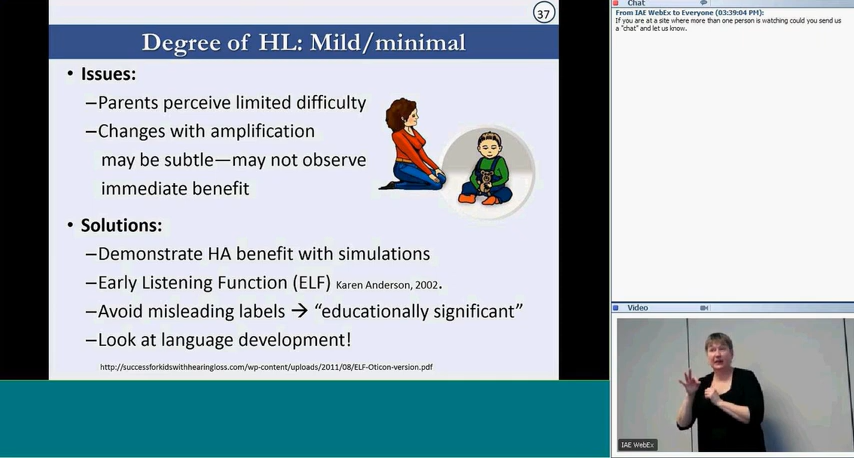 37
Degree of HL: Mild/minimal
• Issues:
–Parents perceive limited difficulty
–Changes with amplification
may be subtle—may not observe
immediate benefit
• Solutions:
–Demonstrate HA benefit with simulations
–Early Listening Function (ELF) Karen Anderson, 2002.
–Avoid misleading labels → “educationally significant”
–Look at language development!
http://successforkidswithhearingloss.com/wp-content/uploads/2011/08/ELF-Oticon-version.pdf
Chat
From IAE WebEx to Everyone (03:39:04 PM):
If you are at a site where more than one person is watching could you send us
a "chat" and let us know.
Video
IAE WebEx